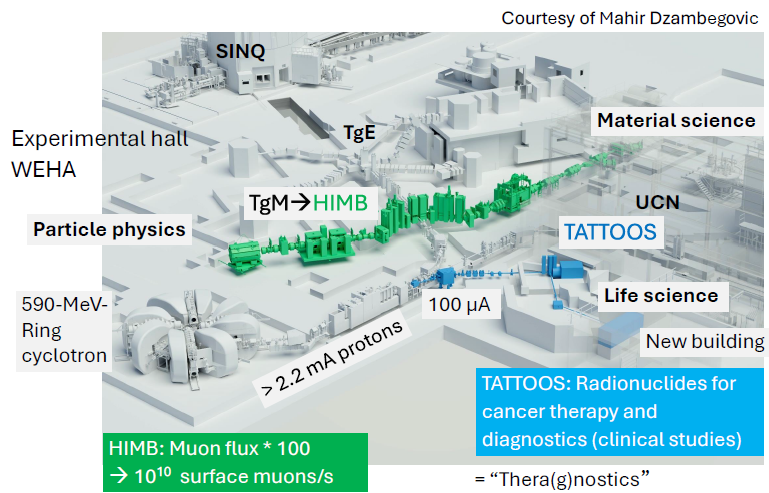 Courtesy of Mahir Dzambegovic
SINQ
TgE
Material science
Experimental hall
WEHA
TgM→HIMB
UCN
Particle physics
TATTOOS
590-MeV-
Ring
cyclotron
100 µA
Life science
> 2.2 mA protons
New building
TATTOOS: Radionuclides for
cancer therapy and
diagnostics (clinical studies)
HIMB: Muon flux * 100
→ 10¹⁰ surface muons/s
= “Thera(g)nostics”